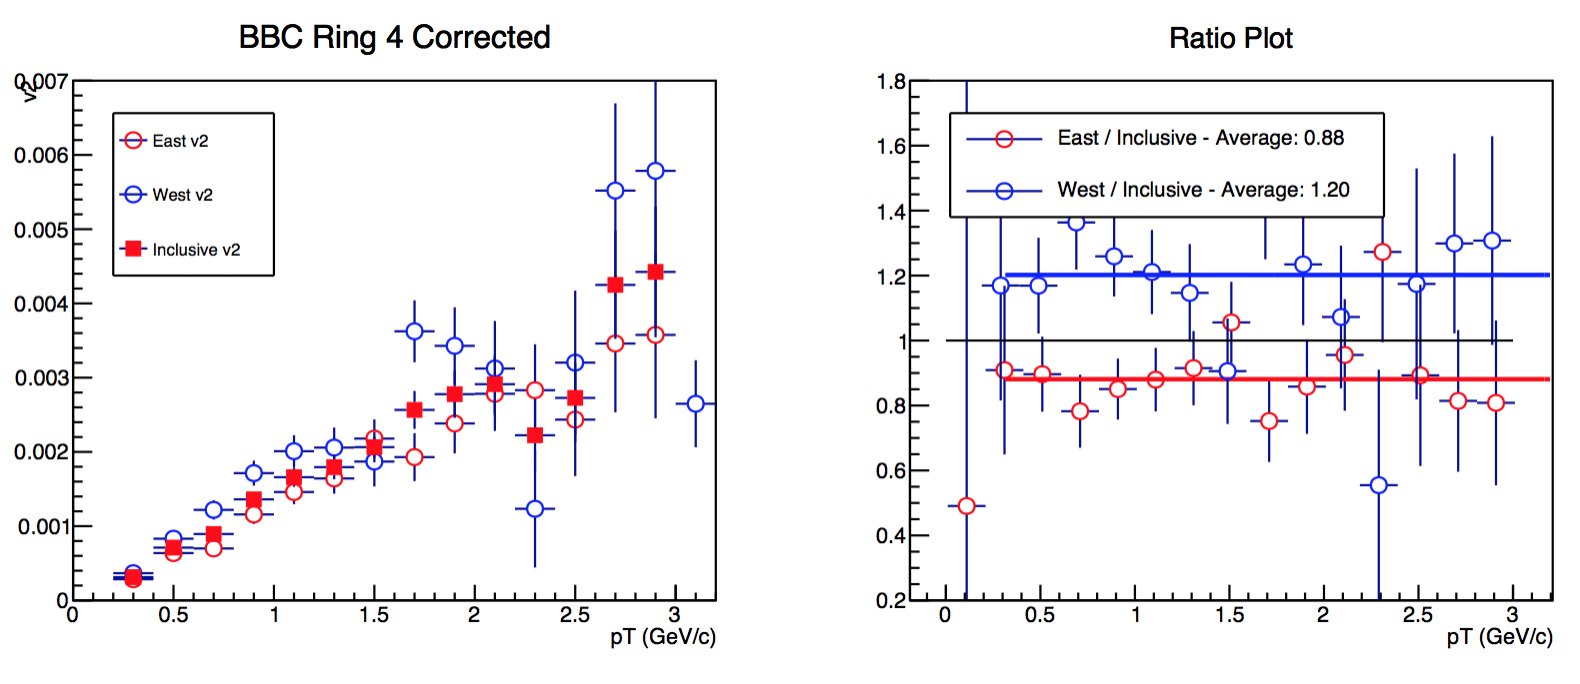 BBC Ring 4 Corrected
v2
0.007
0.006
0.005
0.004
0.003
0.002
0.001
0
East v2
West v2
Inclusive v2
0 0.5 1 1.5 2 2.5 3
pT (GeV/c)
Ratio Plot
1.8
1.6
1.4
1.2
1
0.8
0.6
0.4
0.2
East / Inclusive - Average: 0.88
West / Inclusive - Average: 1.20
0 0.5 1 1.5 2 2.5 3
pT (GeV/c)